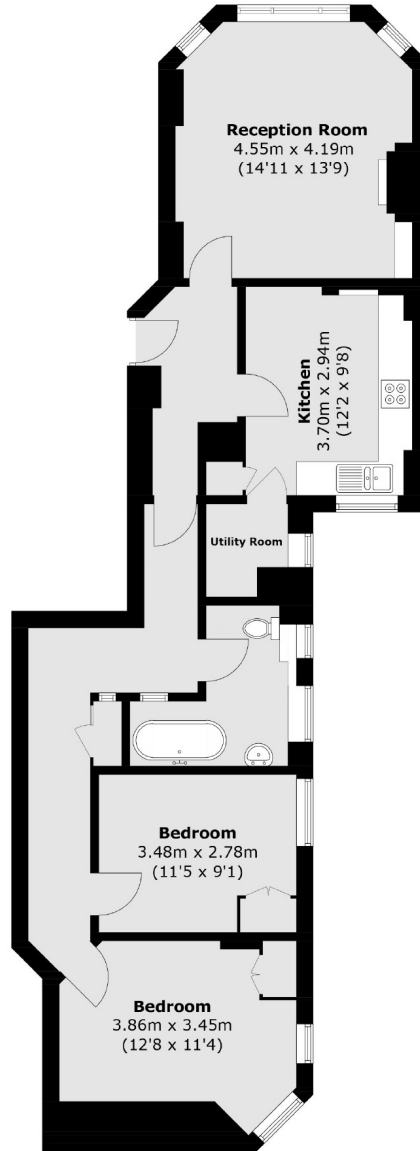 Reception Room
4.55m x 4.19m
(14'11 x 13'9)
Kitchen
3.70m x 2.94m
(12'2 x 9'8)
Utility Room
Bedroom
3.48m x 2.78m
(11'5 x 9'1)
Bedroom
3.86m x 3.45m
(12'8 x 11'4)